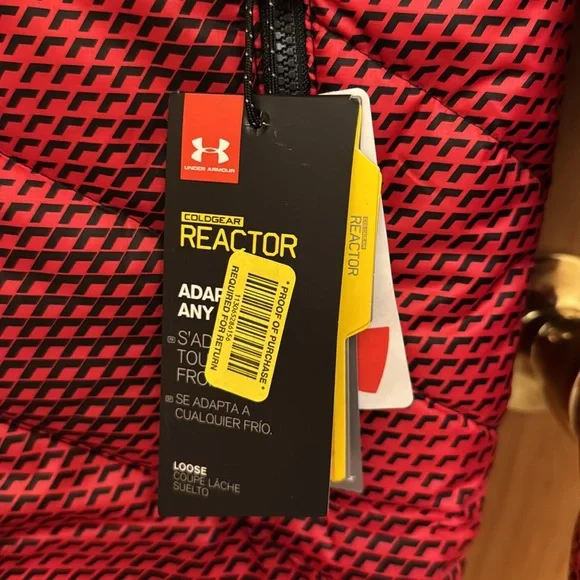 UNDER ARMOUR
COLDGEAR
REACTOR
ADAP
ANY
S'AD
TOU
FRO
SE ADAPTA A
CUALQUIER FRÍO.
LOOSE
COUPE LÂCHE
SUELTO
* PROOF OF PURCHASE *
REQUIRED FOR RETURN
REACTOR